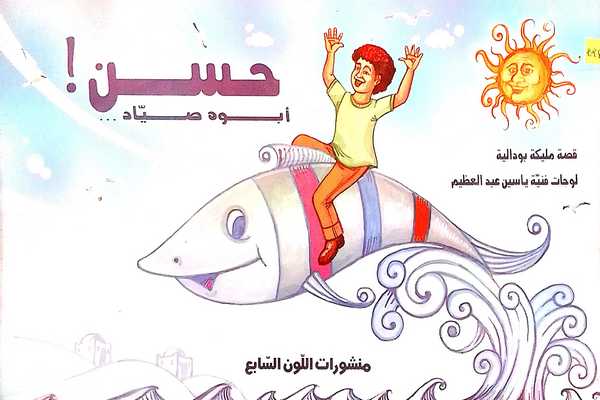 حسن!
أبوه صيّاد ...
قصة مليكة بودالية
لوحات فنيّة ياسين عبد العظيم
منشورات اللّون السّابع